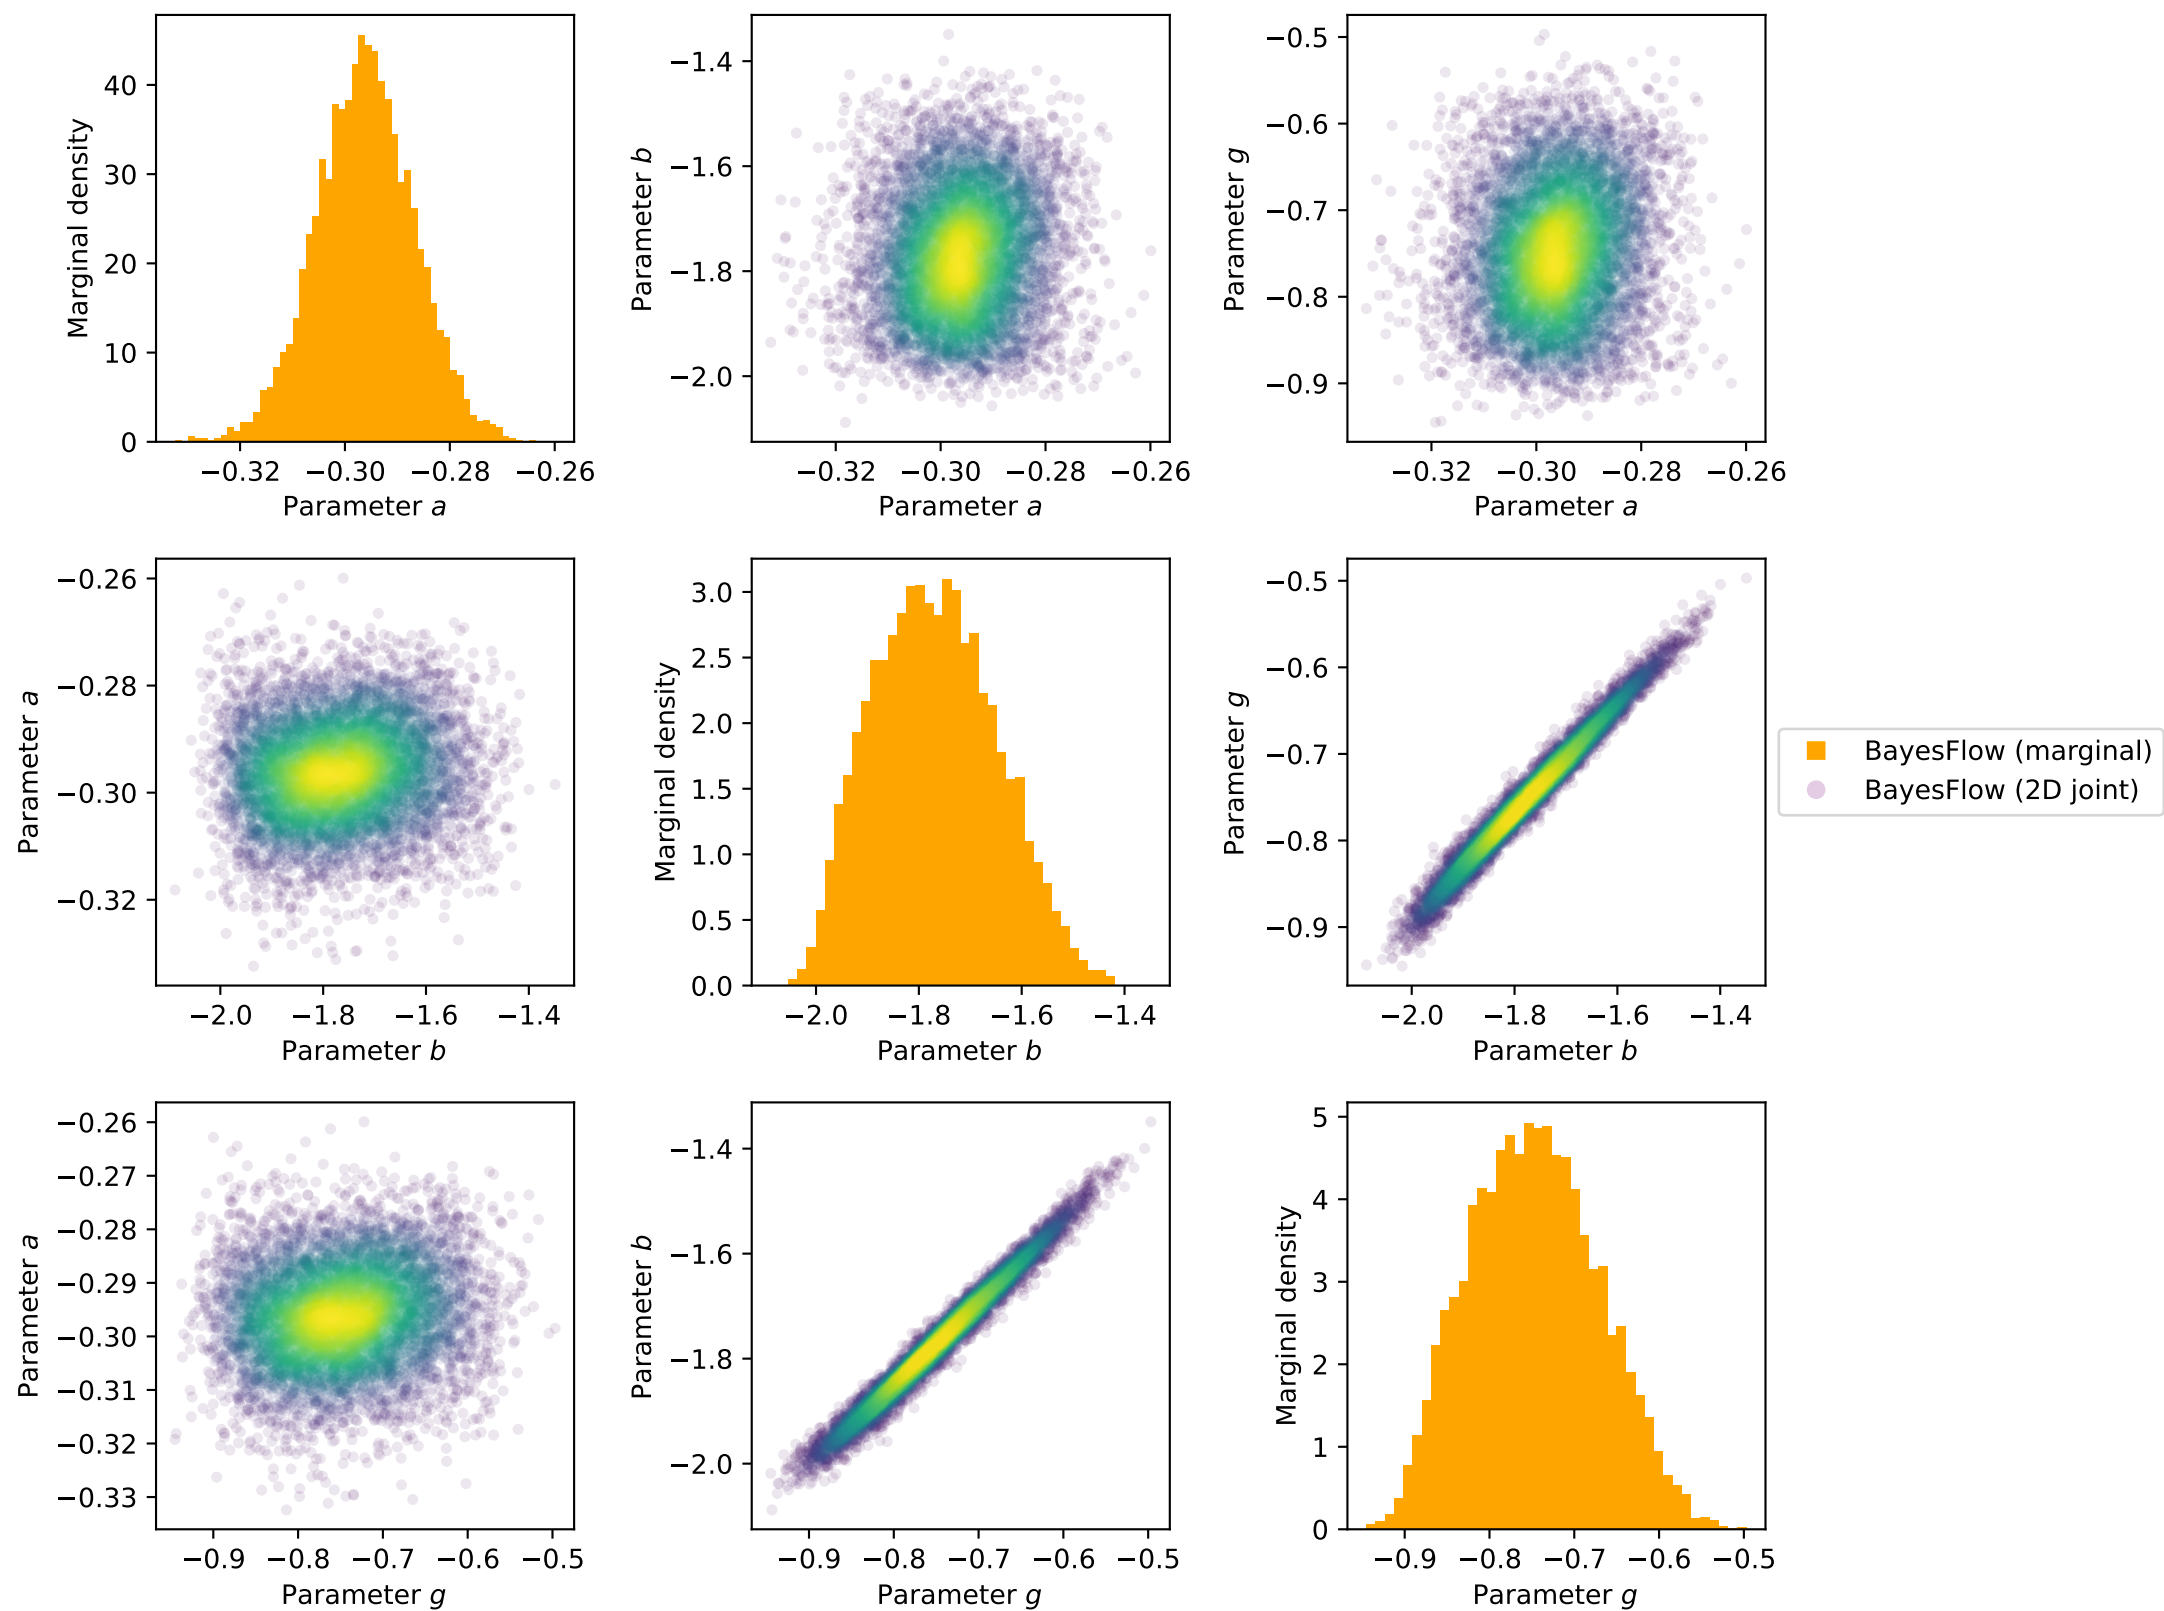 40
30
20
10
0
Marginal density
−0.32 −0.30 −0.28 −0.26
Parameter a
−1.4
−1.6
−1.8
−2.0
Parameter b
−0.32 −0.30 −0.28 −0.26
Parameter a
−0.5
−0.6
−0.7
−0.8
−0.9
Parameter g
−0.32 −0.30 −0.28 −0.26
Parameter a
−0.26
−0.28
−0.30
−0.32
Parameter a
−2.0 −1.8 −1.6 −1.4
Parameter b
3.0
2.5
2.0
1.5
1.0
0.5
0.0
Marginal density
−2.0 −1.8 −1.6 −1.4
Parameter b
−0.5
−0.6
−0.7
−0.8
−0.9
Parameter g
−2.0 −1.8 −1.6 −1.4
Parameter b
BayesFlow (marginal)
BayesFlow (2D joint)
−0.26
−0.27
−0.28
−0.29
−0.30
−0.31
−0.32
−0.33
Parameter a
−0.9 −0.8 −0.7 −0.6 −0.5
Parameter g
−1.4
−1.6
−1.8
−2.0
Parameter b
−0.9 −0.8 −0.7 −0.6 −0.5
Parameter g
5
4
3
2
1
0
Marginal density
−0.9 −0.8 −0.7 −0.6 −0.5
Parameter g